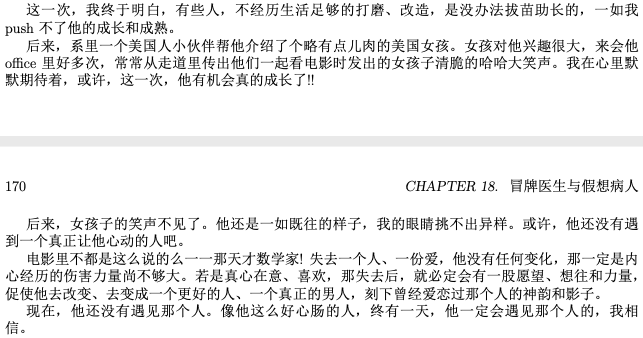 这一次，我终于明白，有些人，不经历生活足够的打磨、改造，是没办法拔苗助长的，一如我
push 不了他的成长和成熟。
后来，系里一个美国人小伙伴帮他介绍了个略有点儿肉的美国女孩。女孩对他兴趣很大，来会他
office 里好多次，常常从走道里传出他们一起看电影时发出的女孩子清脆的哈哈大笑声。我在心里默
默期待着，或许，这一次，他有机会真的成长了!!
170 CHAPTER 18. 冒牌医生与假想病人
后来，女孩子的笑声不见了。他还是一如既往的样子，我的眼睛挑不出异样。或许，他还没有遇
到一个真正让他心动的人吧。
电影里不都是这么说的么一一那天才数学家! 失去一个人、一份爱，他没有任何变化，那一定是内
心经历的伤害力量尚不够大。若是真心在意、喜欢，那失去后，就必定会有一股愿望、想往和力量，
促使他去改变、去变成一个更好的人、一个真正的男人，刻下曾经爱恋过那个人的神韵和影子。
现在，他还没有遇见那个人。像他这么好心肠的人，终有一天，他一定会遇见那个人的，我相
信。